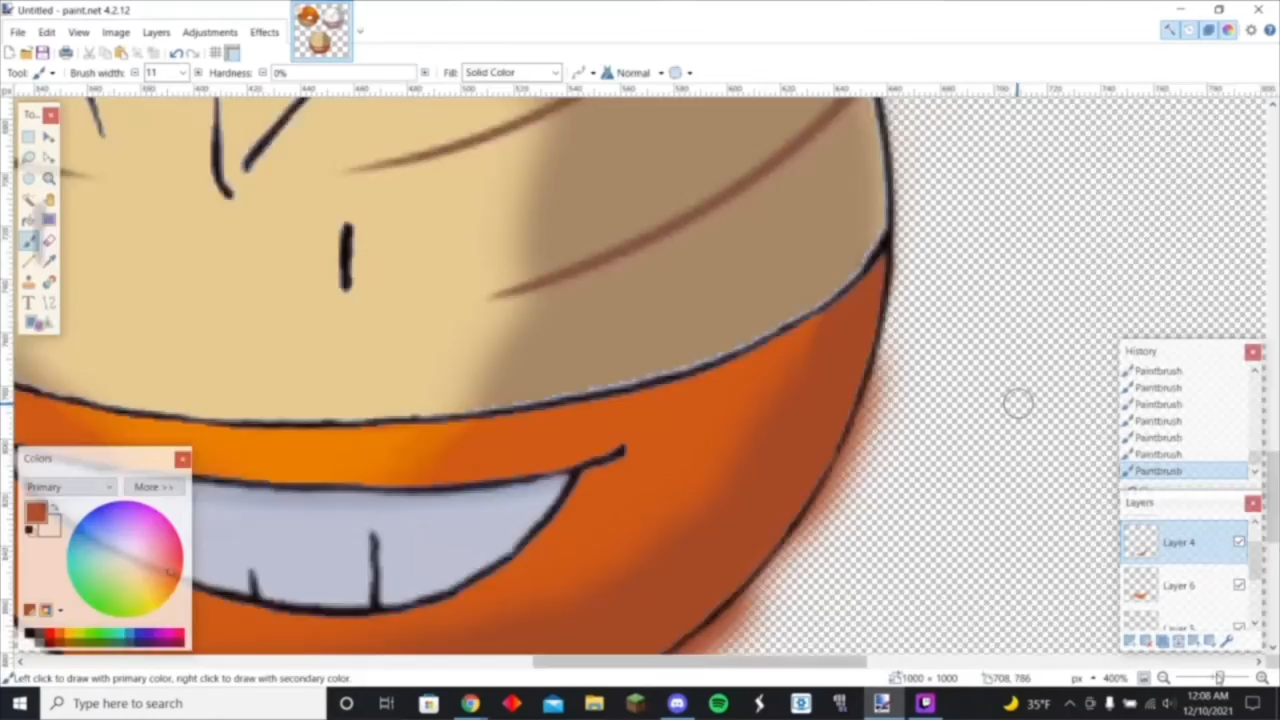 Untitled - paint.net 4.2.12
File Edit View Image Layers Adjustments Effects
Tool: Brush width: 11 Hardness: 0% Fill: Solid Color Normal
px
To...
T
Colors
Primary More >>
History
Paintbrush
Paintbrush
Paintbrush
Paintbrush
Paintbrush
Paintbrush
Paintbrush
Layers
Layer 4
Layer 6
Left click to draw with primary color, right click to draw with secondary color. 1000 × 1000 708, 786 px 400%
Type here to search 35°F 12:08 AM
12/10/2021